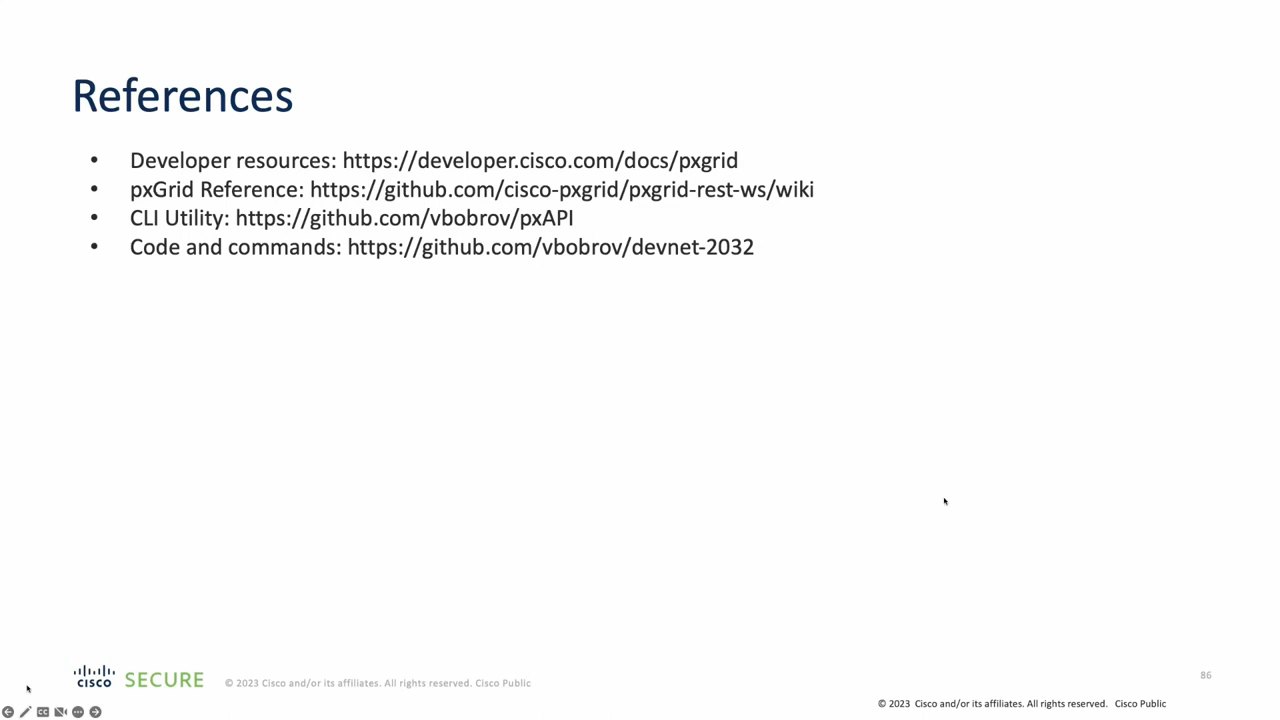 References
• Developer resources: https://developer.cisco.com/docs/pxgrid
• pxGrid Reference: https://github.com/cisco-pxgrid/pxgrid-rest-ws/wiki
• CLI Utility: https://github.com/vbobrov/pxAPI
• Code and commands: https://github.com/vbobrov/devnet-2032
CISCO SECURE © 2023 Cisco and/or its affiliates. All rights reserved. Cisco Public
86
© 2023 Cisco and/or its affiliates. All rights reserved. Cisco Public
CC